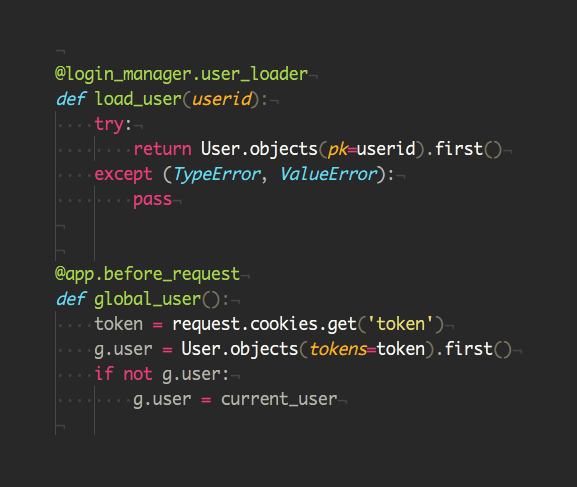 @login_manager.user_loader
def load_user(userid):
    try:
        return User.objects(pk=userid).first()
    except (TypeError, ValueError):
        pass
@app.before_request
def global_user():
    token = request.cookies.get('token')
    g.user = User.objects(tokens=token).first()
    if not g.user:
        g.user = current_user